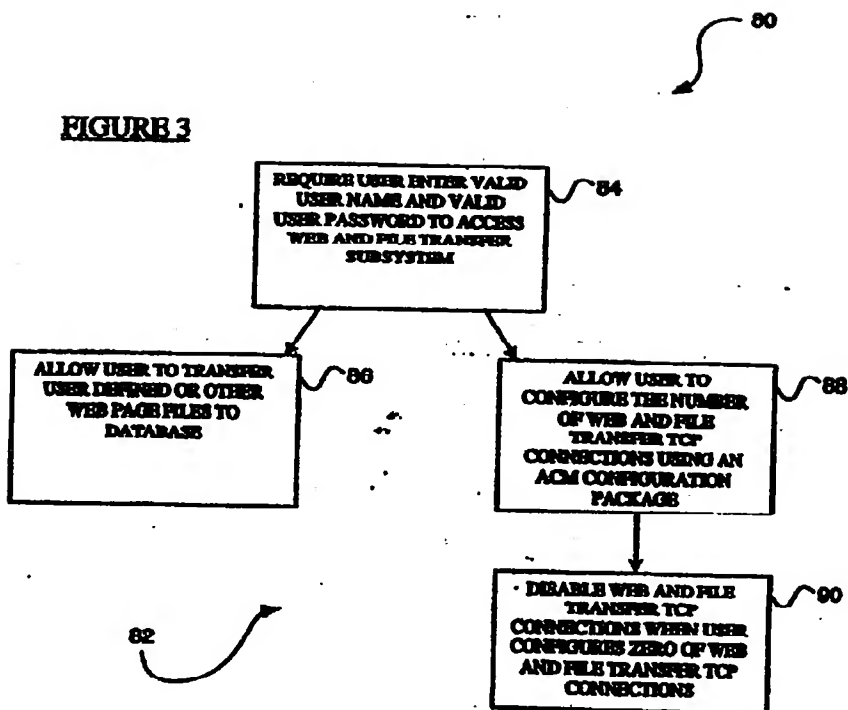 80
FIGURE 3
REQUIRE USER ENTER VALID
USER NAME AND VALID
USER PASSWORD TO ACCESS
WEB AND FILE TRANSFER
SUBSYSTEM
84
ALLOW USER TO TRANSFER
USER DEFINED OR OTHER
WEB PAGE FILES TO
DATABASE
86
ALLOW USER TO
CONFIGURE THE NUMBER
OF WEB AND FILE
TRANSFER TCP
CONNECTIONS USING AN
ACM CONFIGURATION
PACKAGE
88
DISABLE WEB AND FILE
TRANSFER TCP
CONNECTIONS WHEN USER
CONFIGURES ZERO OF WEB
AND FILE TRANSFER TCP
CONNECTIONS
90
82